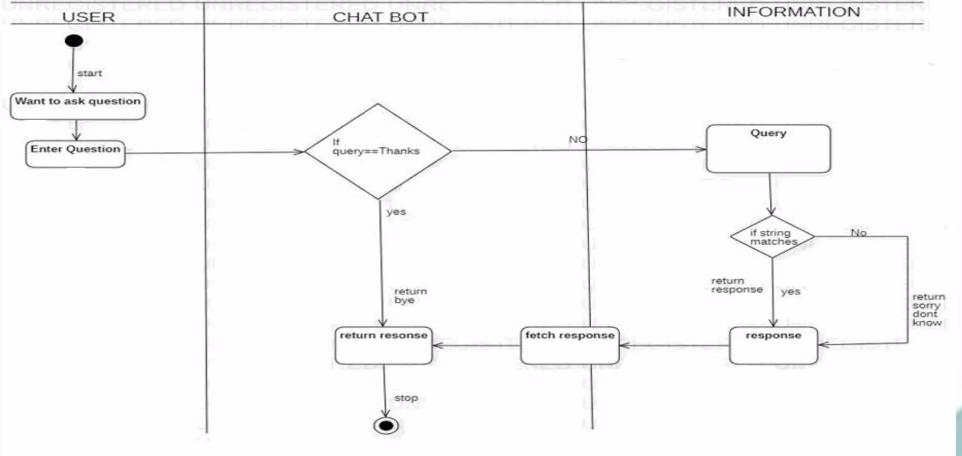 USER
CHAT BOT
INFORMATION
start
Want to ask question
Enter Question
If
query==Thanks
NO
Query
yes
if string
matches
No
return
response
yes
return
bye
return
sorry
dont
know
return resonse
fetch response
response
stop